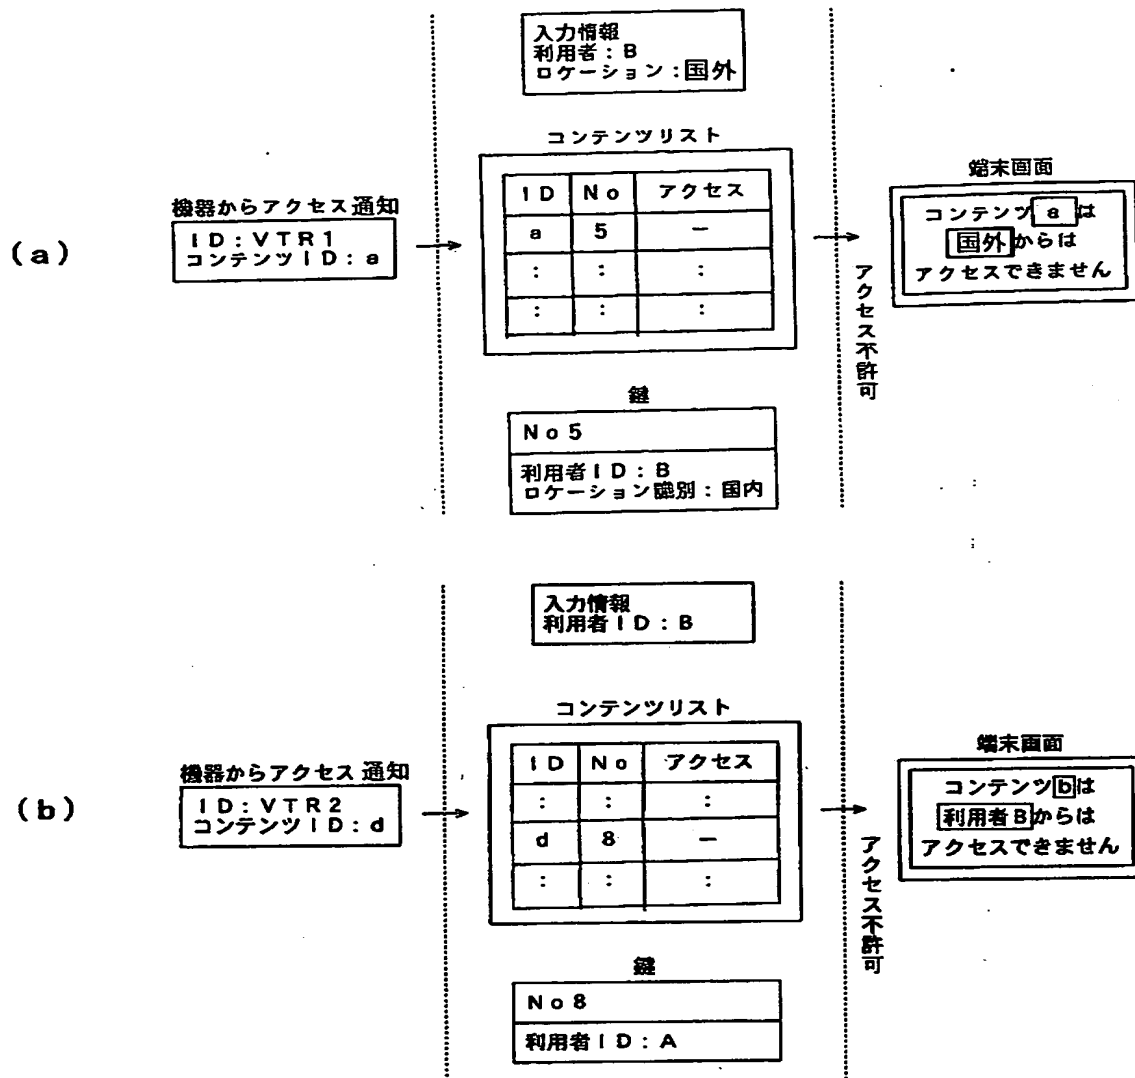 (a)
機器からアクセス通知
ID:VTR1
コンテンツID:a
入力情報
利用者:B
ロケーション:国外
コンテンツリスト
ID No アクセス
a 5 −
: : :
: : :
鍵
No5
利用者ID:B
ロケーション識別:国内
アクセス不許可
端末画面
コンテンツaは
国外からは
アクセスできません
(b)
機器からアクセス通知
ID:VTR2
コンテンツID:d
入力情報
利用者ID:B
コンテンツリスト
ID No アクセス
: : :
d 8 −
: : :
鍵
No8
利用者ID:A
アクセス不許可
端末画面
コンテンツbは
利用者Bからは
アクセスできません